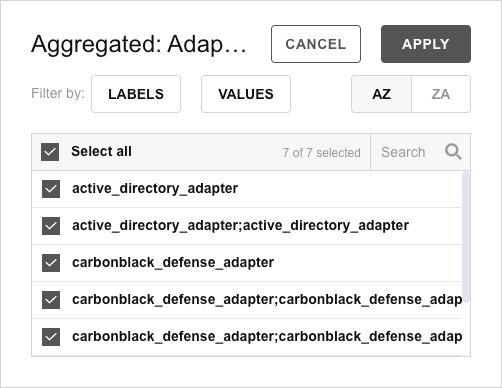 Aggregated: Adap…
CANCEL
APPLY
Filter by:
LABELS
VALUES
AZ
ZA
Select all
7 of 7 selected
Search
active_directory_adapter
active_directory_adapter;active_directory_adapter
carbonblack_defense_adapter
carbonblack_defense_adapter;carbonblack_defense_adap
carbonblack_defense_adapter;carbonblack_defense_adap